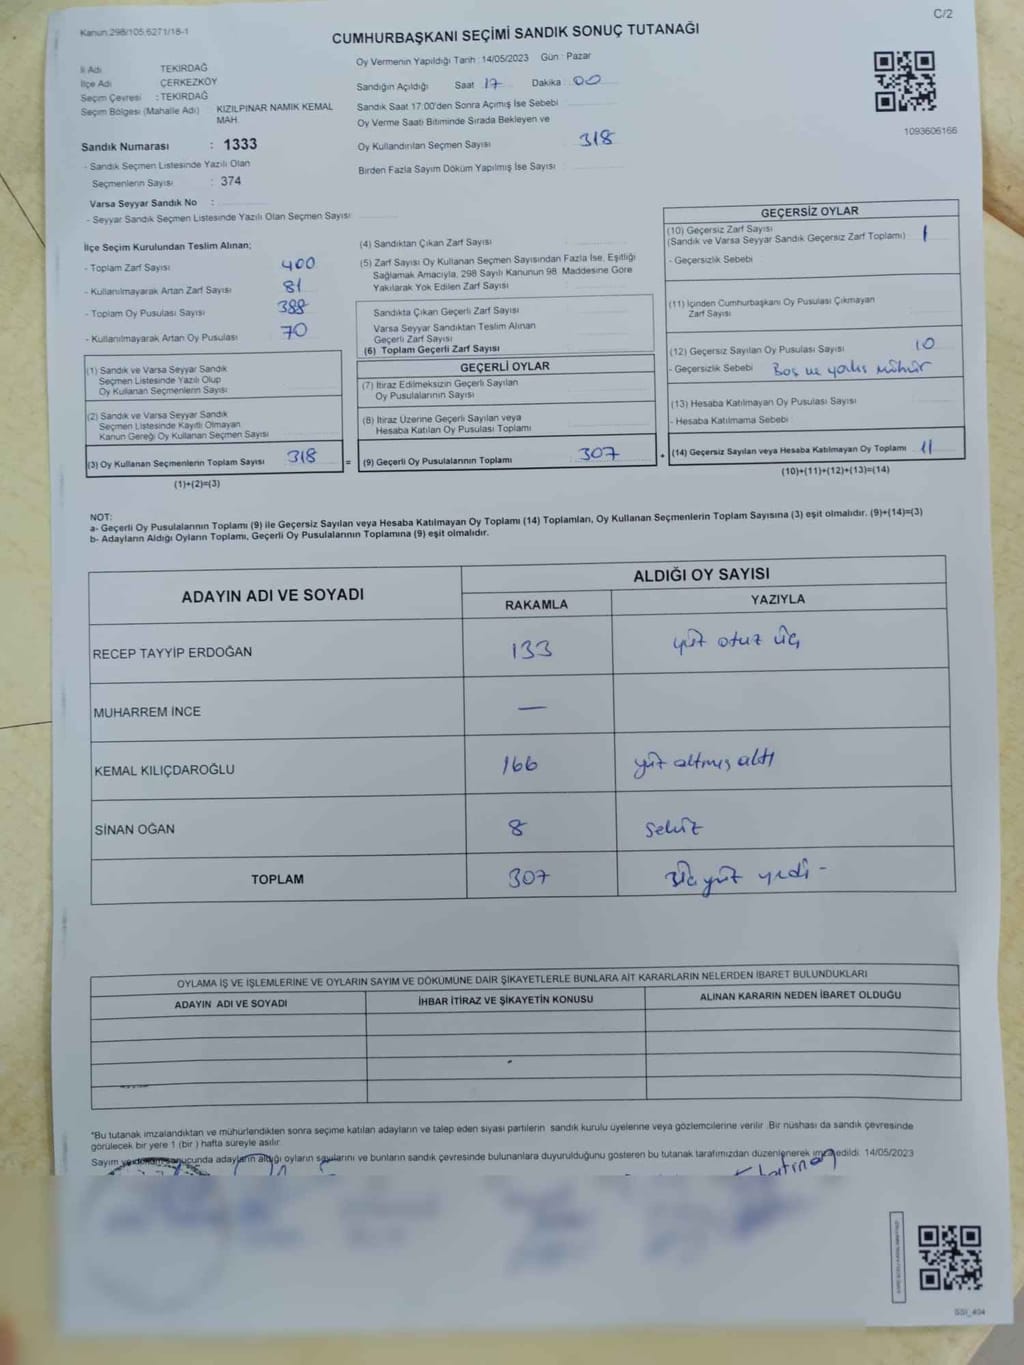 C/2
Kanun.298/105,6271/18-1
CUMHURBAŞKANI SEÇİMİ SANDIK SONUÇ TUTANAĞI
İl Adı TEKİRDAĞ
İlçe Adı ÇERKEZKÖY
Seçim Çevresi : TEKİRDAĞ
Seçim Bölgesi (Mahalle Adı) KIZILPINAR NAMIK KEMAL MAH.
Sandık Numarası : 1333
- Sandık Seçmen Listesinde Yazılı Olan
Seçmenlerin Sayısı : 374
Varsa Seyyar Sandık No :
- Seyyar Sandık Seçmen Listesinde Yazılı Olan Seçmen Sayısı
Oy Vermenin Yapıldığı Tarih : 14/05/2023 Gün : Pazar
Sandığın Açıldığı Saat 17 Dakika 00
Sandık Saat 17:00'den Sonra Açımış İse Sebebi
Oy Verme Saati Bitiminde Sırada Bekleyen ve
Oy Kullandırılan Seçmen Sayısı 318
Birden Fazla Sayım Döküm Yapılmış İse Sayısı
1093606166
İlçe Seçim Kurulundan Teslim Alınan;
- Toplam Zarf Sayısı 400
- Kullanılmayarak Artan Zarf Sayısı 81
- Toplam Oy Pusulası Sayısı 388
- Kullanılmayarak Artan Oy Pusulası 70
(1) Sandık ve Varsa Seyyar Sandık
Seçmen Listesinde Yazılı Olup
Oy Kullanan Seçmenlerin Sayısı
(2) Sandık ve Varsa Seyyar Sandık
Seçmen Listesinde Kayıtlı Olmayan
Kanun Gereği Oy Kullanan Seçmen Sayısı
(3) Oy Kullanan Seçmenlerin Toplam Sayısı 318
(1)+(2)=(3)
=
(4) Sandıktan Çıkan Zarf Sayısı
(5) Zarf Sayısı Oy Kullanan Seçmen Sayısından Fazla İse, Eşitliği
Sağlamak Amacıyla, 298 Sayılı Kanunun 98. Maddesine Göre
Yakılarak Yok Edilen Zarf Sayısı
Sandıkta Çıkan Geçerli Zarf Sayısı
Varsa Seyyar Sandıktan Teslim Alınan
Geçerli Zarf Sayısı
(6) Toplam Geçerli Zarf Sayısı
GEÇERLİ OYLAR
(7) İtiraz Edilmeksizin Geçerli Sayılan
Oy Pusulalarının Sayısı
(8) İtiraz Üzerine Geçerli Sayılan veya
Hesaba Katılan Oy Pusulası Toplamı
(9) Geçerli Oy Pusulalarının Toplamı 307
+
GEÇERSİZ OYLAR
(10) Geçersiz Zarf Sayısı
(Sandık ve Varsa Seyyar Sandık Geçersiz Zarf Toplamı) 1
- Geçersizlik Sebebi
(11) İçinden Cumhurbaşkanı Oy Pusulası Çıkmayan
Zarf Sayısı
(12) Geçersiz Sayılan Oy Pusulası Sayısı 10
- Geçersizlik Sebebi Boş ve yanlış mühür
(13) Hesaba Katılmayan Oy Pusulası Sayısı
- Hesaba Katılmama Sebebi
(14) Geçersiz Sayılan veya Hesaba Katılmayan Oy Toplamı 11
(10)+(11)+(12)+(13)=(14)
NOT:
a- Geçerli Oy Pusulalarının Toplamı (9) ile Geçersiz Sayılan veya Hesaba Katılmayan Oy Toplamı (14) Toplamları, Oy Kullanan Seçmenlerin Toplam Sayısına (3) eşit olmalıdır. (9)+(14)=(3)
b- Adayların Aldığı Oyların Toplamı, Geçerli Oy Pusulalarının Toplamına (9) eşit olmalıdır.
ADAYIN ADI VE SOYADI ALDIĞI OY SAYISI
RAKAMLA YAZIYLA
RECEP TAYYİP ERDOĞAN 133 yüz otuz üç
MUHARREM İNCE —
KEMAL KILIÇDAROĞLU 166 yüz altmış altı
SİNAN OĞAN 8 sekiz
TOPLAM 307 üç yüz yedi -
OYLAMA İŞ VE İŞLEMLERİNE VE OYLARIN SAYIM VE DÖKÜMÜNE DAİR ŞİKAYETLERLE BUNLARA AİT KARARLARIN NELERDEN İBARET BULUNDUKLARI
ADAYIN ADI VE SOYADI İHBAR İTİRAZ VE ŞİKAYETİN KONUSU ALINAN KARARIN NEDEN İBARET OLDUĞU
*Bu tutanak imzalandıktan ve mühürlendikten sonra seçime katılan adayların ve talep eden siyasi partilerin sandık kurulu üyelerine veya gözlemcilerine verilir .Bir nüshası da sandık çevresinde
görülecek bir yere 1 (bir ) hafta süreyle asılır.
Sayım ve döküm sonucunda adayların aldığı oyların sayılarını ve bunların sandık çevresinde bulunanlara duyurulduğunu gösteren bu tutanak tarafımızdan düzenlenerek imza edildi. 14/05/2023
SSI_404